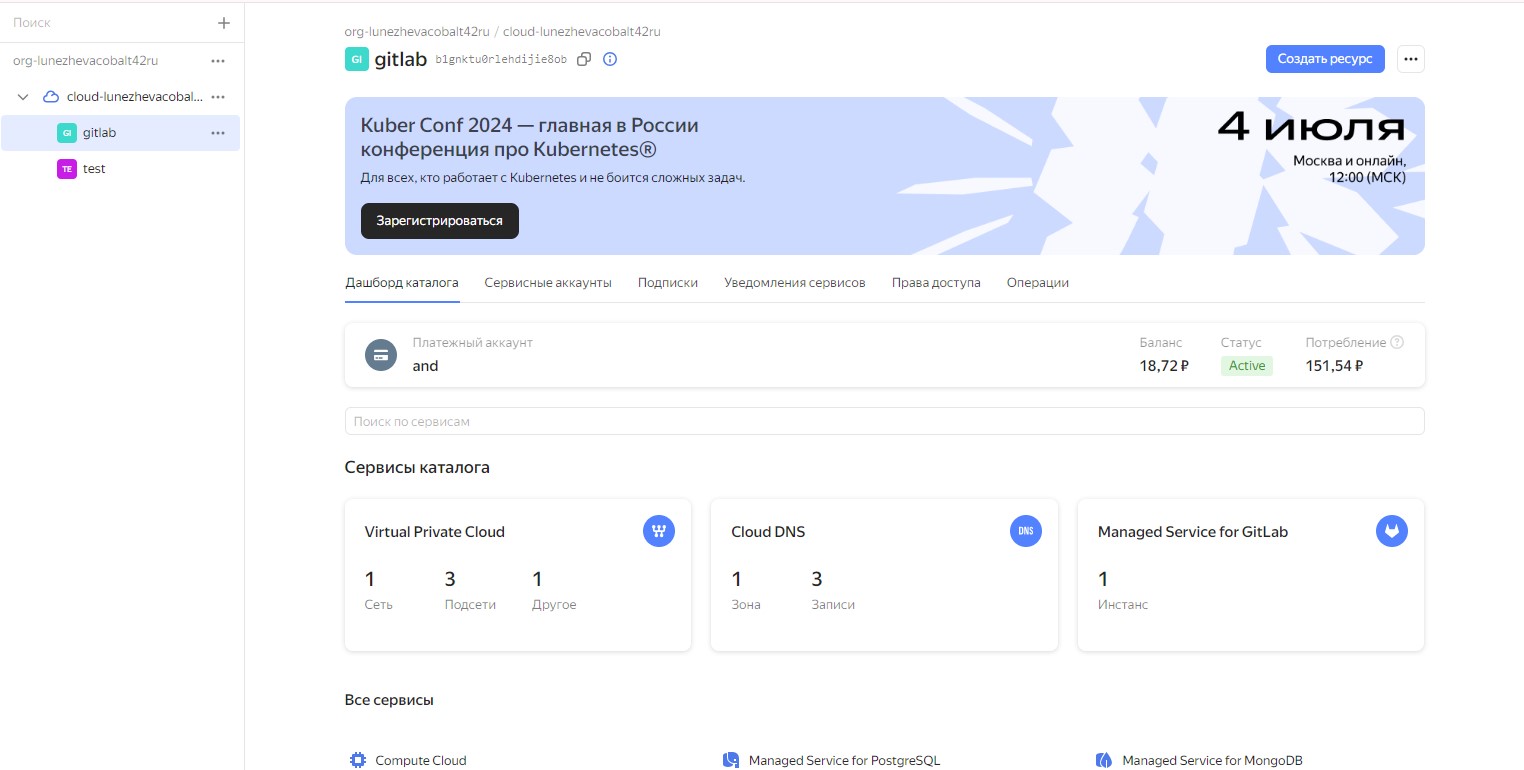 Поиск
org-lunezhevacobalt42ru
cloud-lunezhevacobal...
GI gitlab
TE test
org-lunezhevacobalt42ru / cloud-lunezhevacobalt42ru
GI gitlab b1gnktu0rlehdijie8ob
Создать ресурс
Kuber Conf 2024 — главная в России
конференция про Kubernetes®
Для всех, кто работает с Kubernetes и не боится сложных задач.
Зарегистрироваться
4 июля
Москва и онлайн,
12:00 (МСК)
Дашборд каталога Сервисные аккаунты Подписки Уведомления сервисов Права доступа Операции
Платежный аккаунт Баланс Статус Потребление ?
and 18,72 ₽ Active 151,54 ₽
Поиск по сервисам
Сервисы каталога
Virtual Private Cloud
1 3 1
Сеть Подсети Другое
Cloud DNS DNS
1 3
Зона Записи
Managed Service for GitLab
1
Инстанс
Все сервисы
Compute Cloud Managed Service for PostgreSQL Managed Service for MongoDB